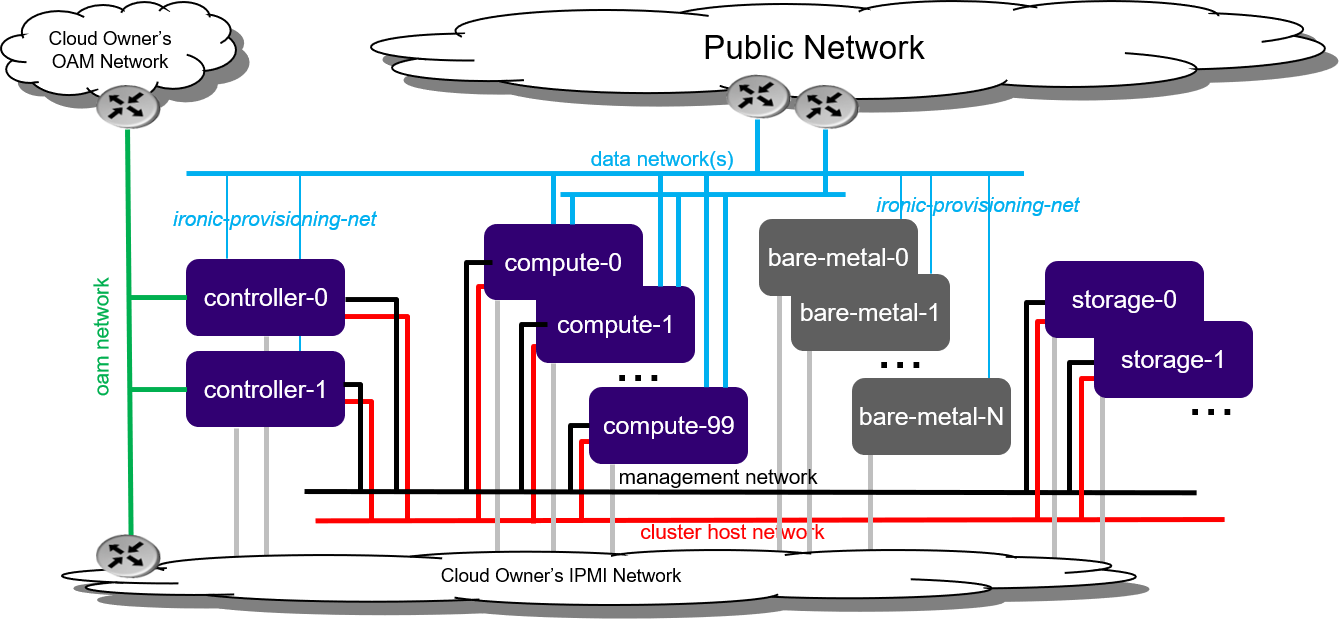 Cloud Owner's
OAM Network
Public Network
data network(s)
ironic-provisioning-net
ironic-provisioning-net
oam network
controller-0
controller-1
compute-0
compute-1
...
compute-99
bare-metal-0
bare-metal-1
...
bare-metal-N
storage-0
storage-1
...
management network
cluster host network
Cloud Owner's IPMI Network